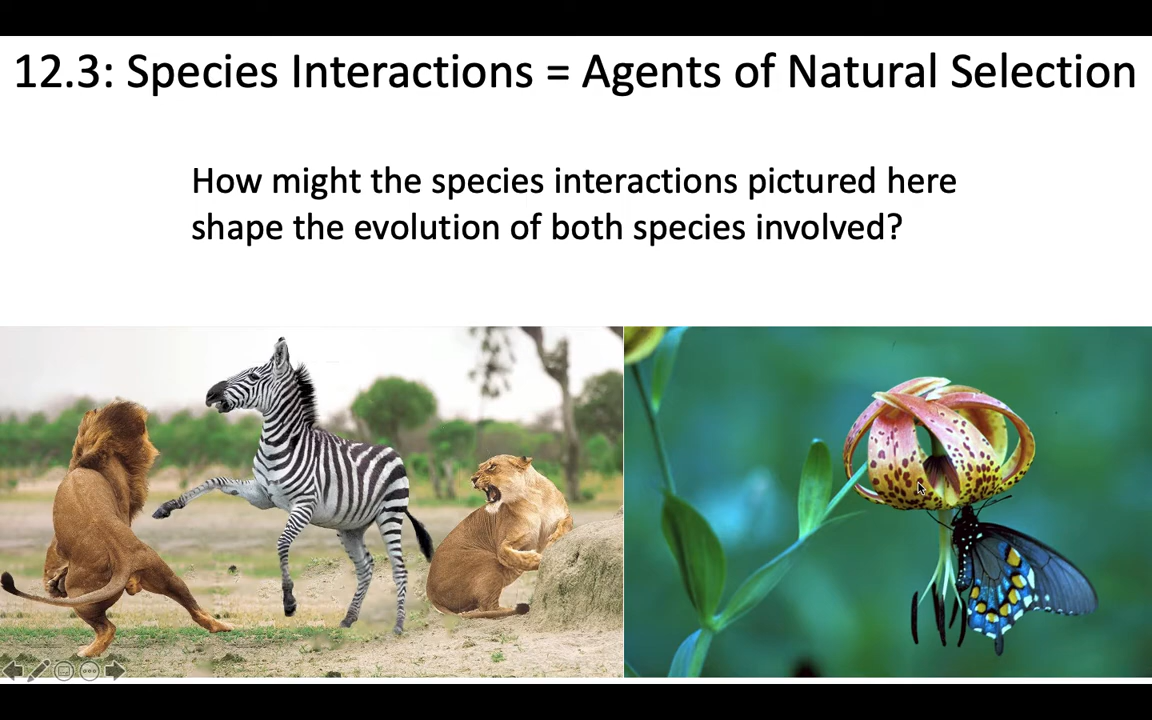 12.3: Species Interactions = Agents of Natural Selection
How might the species interactions pictured here
shape the evolution of both species involved?